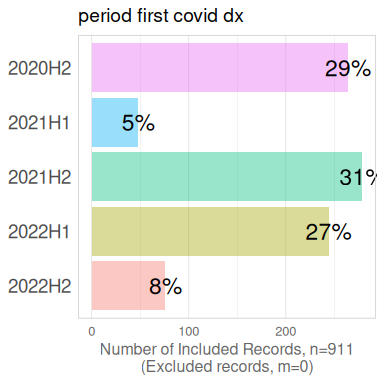 period first covid dx
2020H2
29%
2021H1
5%
2021H2
31%
2022H1
27%
2022H2
8%
0 100 200
Number of Included Records, n=911
(Excluded records, m=0)